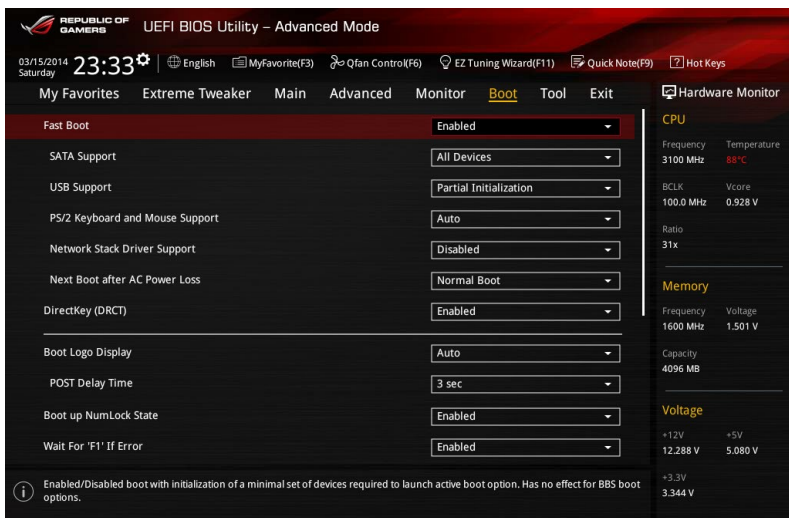 REPUBLIC OF
GAMERS
UEFI BIOS Utility – Advanced Mode
03/15/2014
Saturday
23:33
English
MyFavorite(F3)
Qfan Control(F6)
EZ Tuning Wizard(F11)
Quick Note(F9)
? Hot Keys
My Favorites
Extreme Tweaker
Main
Advanced
Monitor
Boot
Tool
Exit
Fast Boot Enabled
SATA Support All Devices
USB Support Partial Initialization
PS/2 Keyboard and Mouse Support Auto
Network Stack Driver Support Disabled
Next Boot after AC Power Loss Normal Boot
DirectKey (DRCT) Enabled
Boot Logo Display Auto
POST Delay Time 3 sec
Boot up NumLock State Enabled
Wait For 'F1' If Error Enabled
i
Enabled/Disabled boot with initialization of a minimal set of devices required to launch active boot option. Has no effect for BBS boot
options.
Hardware Monitor
CPU
Frequency Temperature
3100 MHz 88°C
BCLK Vcore
100.0 MHz 0.928 V
Ratio
31x
Memory
Frequency Voltage
1600 MHz 1.501 V
Capacity
4096 MB
Voltage
+12V +5V
12.288 V 5.080 V
+3.3V
3.344 V